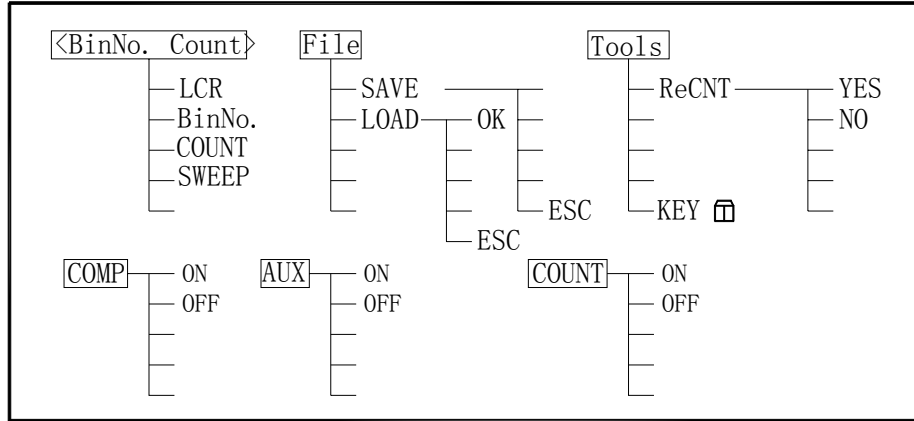 <BinNo. Count>
File
Tools
LCR
BinNo.
COUNT
SWEEP
SAVE
LOAD
OK
ESC
ESC
ReCNT
YES
NO
KEY
COMP
ON
OFF
AUX
ON
OFF
COUNT
ON
OFF